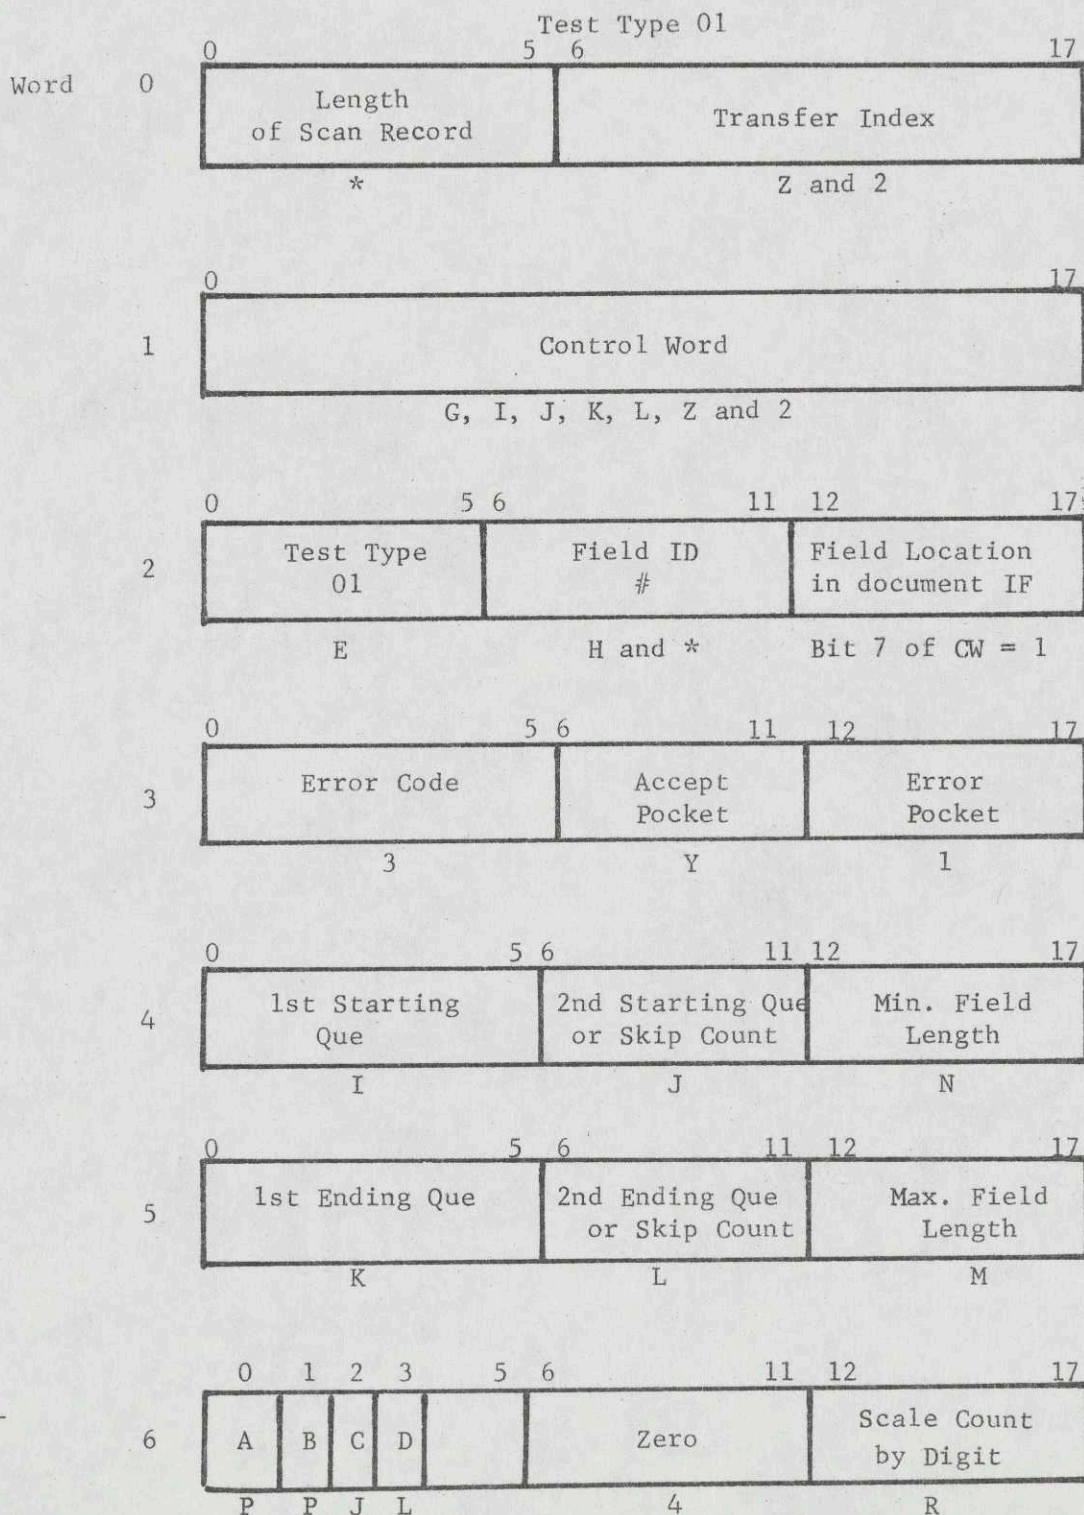 Test Type 01
0 5 6 17
Word 0
Length
of Scan Record
Transfer Index
* Z and 2
0 17
1 Control Word
G, I, J, K, L, Z and 2
0 5 6 11 12 17
2
Test Type
01
Field ID
#
Field Location
in document IF
E H and * Bit 7 of CW = 1
0 5 6 11 12 17
3
Error Code
Accept
Pocket
Error
Pocket
3 Y 1
0 5 6 11 12 17
4
1st Starting
Que
2nd Starting Que
or Skip Count
Min. Field
Length
I J N
0 5 6 11 12 17
5
1st Ending Que
2nd Ending Que
or Skip Count
Max. Field
Length
K L M
0 1 2 3 5 6 11 12 17
6 A B C D Zero
Scale Count
by Digit
P P J L 4 R